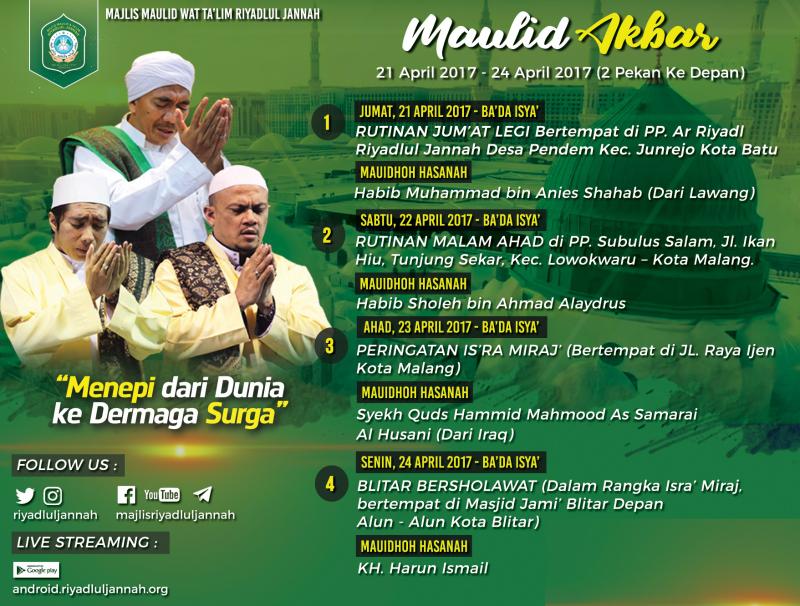 MAJLIS MAULID WAT TA'LIM RIYADLUL JANNAH
Maulid Akbar
21 April 2017 - 24 April 2017 (2 Pekan Ke Depan)
1
JUMAT, 21 APRIL 2017 - BA'DA ISYA'
RUTINAN JUM'AT LEGI Bertempat di PP. Ar Riyadl
Riyadlul Jannah Desa Pendem Kec. Junrejo Kota Batu
MAUIDHOH HASANAH
Habib Muhammad bin Anies Shahab (Dari Lawang)
2
SABTU, 22 APRIL 2017 - BA'DA ISYA'
RUTINAN MALAM AHAD di PP. Subulus Salam, Jl. Ikan
Hiu, Tunjung Sekar, Kec. Lowokwaru – Kota Malang.
MAUIDHOH HASANAH
Habib Sholeh bin Ahmad Alaydrus
3
AHAD, 23 APRIL 2017 - BA'DA ISYA'
PERINGATAN IS'RA MIRAJ' (Bertempat di JL. Raya Ijen
Kota Malang)
MAUIDHOH HASANAH
Syekh Quds Hammid Mahmood As Samarai
Al Husani (Dari Iraq)
4
SENIN, 24 APRIL 2017 - BA'DA ISYA'
BLITAR BERSHOLAWAT (Dalam Rangka Isra' Miraj,
bertempat di Masjid Jami' Blitar Depan
Alun - Alun Kota Blitar)
MAUIDHOH HASANAH
KH. Harun Ismail
"Menepi dari Dunia
ke Dermaga Surga"
FOLLOW US :
You Tube
riyadluljannah majlisriyadluljannah
LIVE STREAMING :
Google play
android.riyadluljannah.org